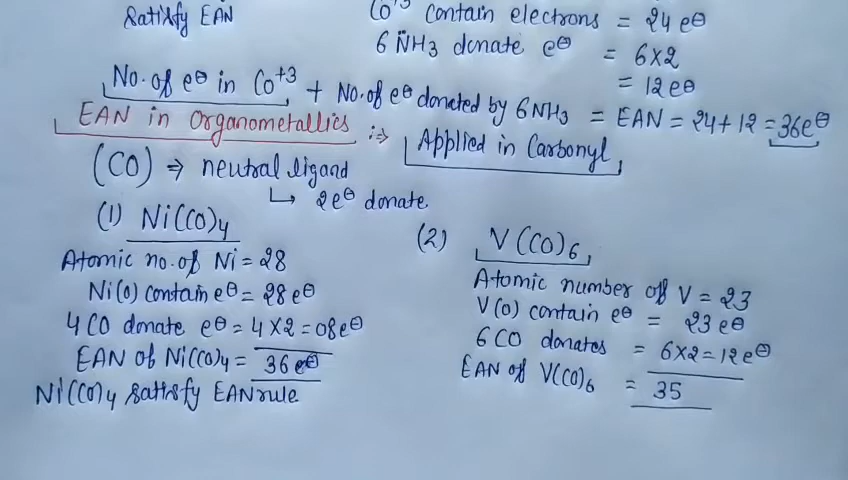 Satisfy EAN
Co+3 contain electrons = 24 e⊖
6 N̈H3 donate e⊖ = 6×2
= 12e⊖
No. of e⊖ in Co+3 + No. of e⊖ donated by 6NH3 = EAN = 24+12 = 36e⊖
EAN in Organometallics :⇒ Applied in Carbonyl,
(CO) ⇒ neutral ligand
↳ 2e⊖ donate.
(1) Ni(CO)4
Atomic no. of Ni = 28
Ni(0) contain e⊖ = 28 e⊖
4 CO donate e⊖ = 4×2 = 08e⊖
EAN of Ni(CO)4 = 36 e⊖
Ni(CO)4 Satisfy EAN rule
(2) V(CO)6,
Atomic number of V = 23
V(0) contain e⊖ = 23 e⊖
6 CO donates = 6×2 = 12 e⊖
EAN of V(CO)6 = 35